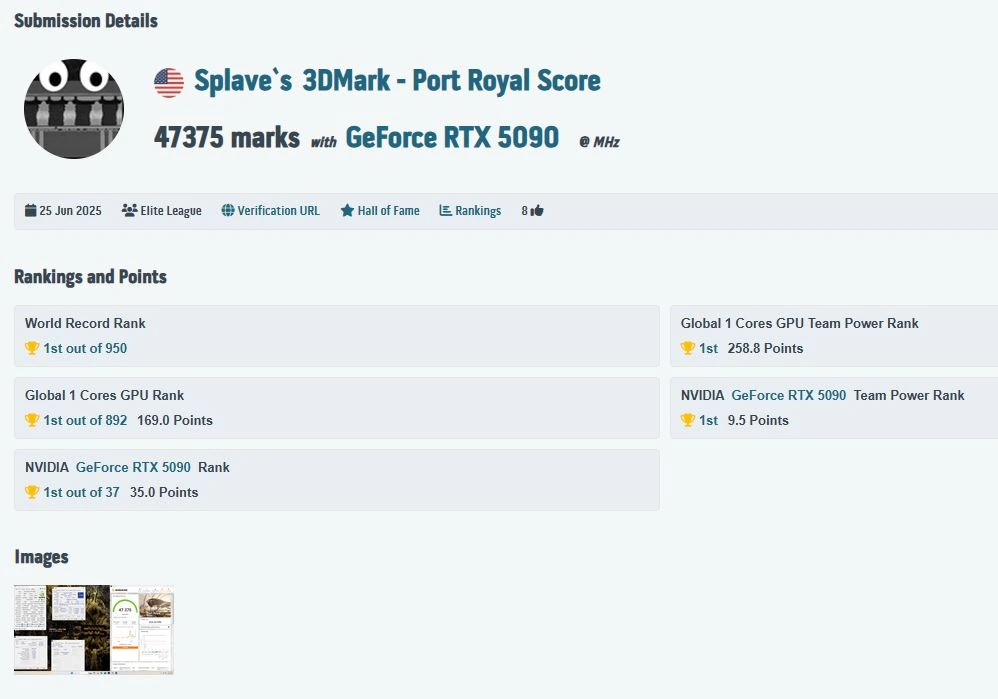 Submission Details
Splave`s 3DMark - Port Royal Score
47375 marks with GeForce RTX 5090 @ MHz
25 Jun 2025 Elite League Verification URL Hall of Fame Rankings 8
Rankings and Points
World Record Rank
1st out of 950
Global 1 Cores GPU Team Power Rank
1st 258.8 Points
Global 1 Cores GPU Rank
1st out of 892 169.0 Points
NVIDIA GeForce RTX 5090 Team Power Rank
1st 9.5 Points
NVIDIA GeForce RTX 5090 Rank
1st out of 37 35.0 Points
Images
47 375